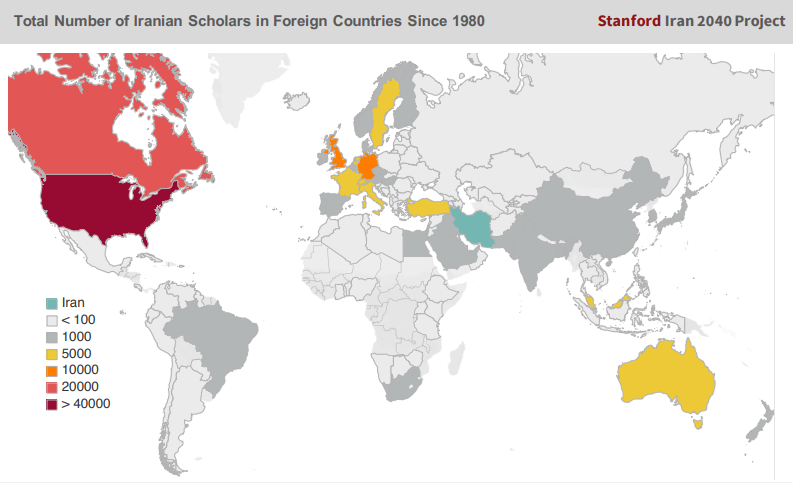 Total Number of Iranian Scholars in Foreign Countries Since 1980
Stanford Iran 2040 Project
Iran
< 100
1000
5000
10000
20000
> 40000